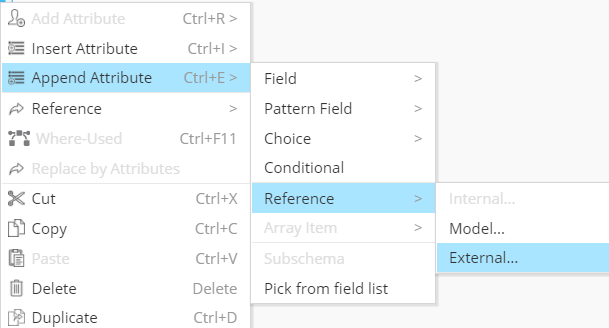 Add Attribute Ctrl+R >
Insert Attribute Ctrl+I >
Append Attribute Ctrl+E >
Reference >
Where-Used Ctrl+F11
Replace by Attributes
Cut Ctrl+X
Copy Ctrl+C
Paste Ctrl+V
Delete Delete
Duplicate Ctrl+D
Field >
Pattern Field >
Choice >
Conditional
Reference >
Array Item >
Subschema
Pick from field list
Internal...
Model...
External...